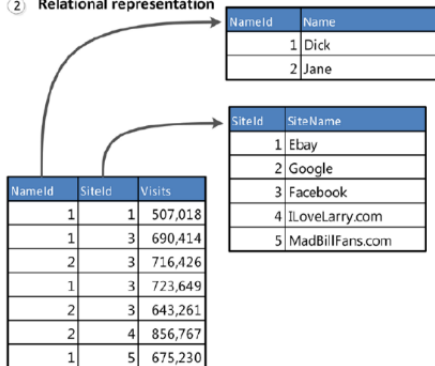 2 Relational representation
NameId Name
1 Dick
2 Jane
SiteId SiteName
1 Ebay
2 Google
3 Facebook
4 ILoveLarry.com
5 MadBillFans.com
NameId SiteId Visits
1 1 507,018
1 3 690,414
2 3 716,426
1 3 723,649
2 3 643,261
2 4 856,767
1 5 675,230